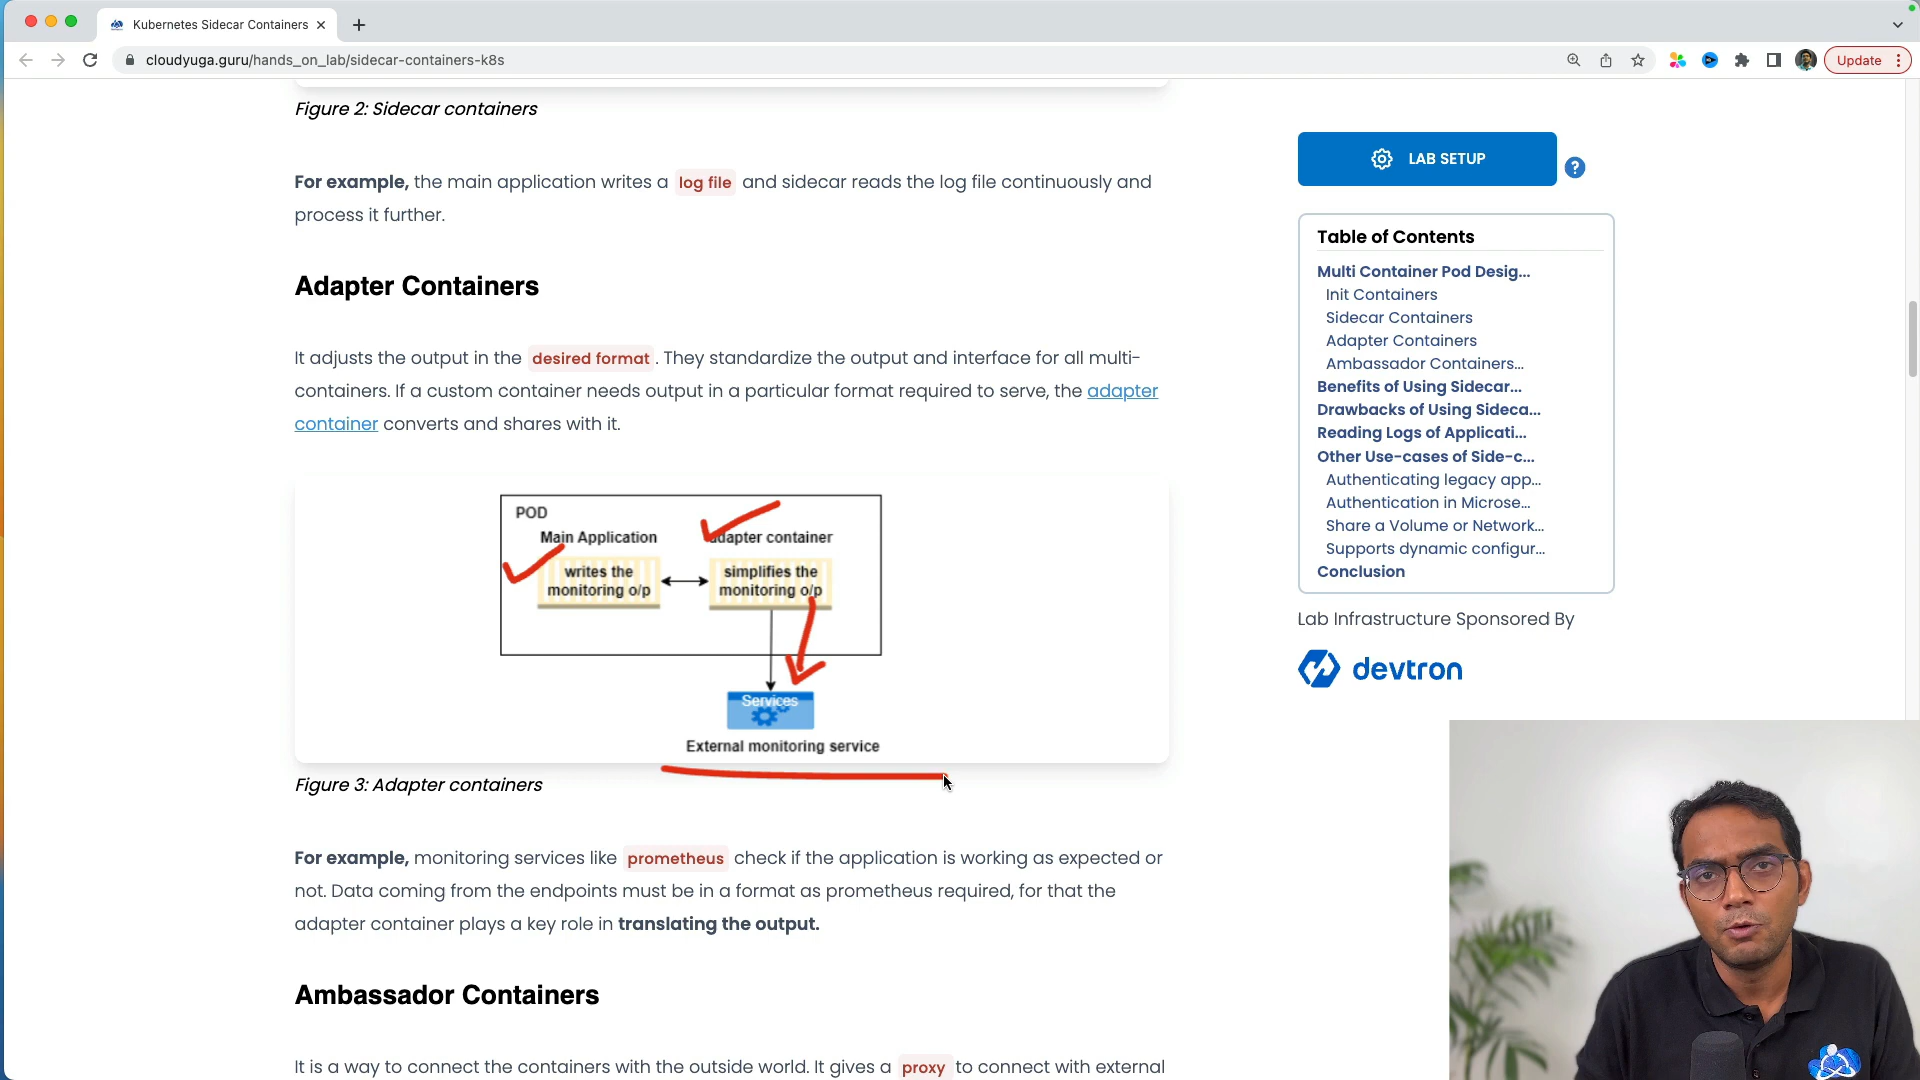 Kubernetes Sidecar Containers
cloudyuga.guru/hands_on_lab/sidecar-containers-k8s
Update
Figure 2: Sidecar containers
For example, the main application writes a log file and sidecar reads the log file continuously and
process it further.
Adapter Containers
It adjusts the output in the desired format. They standardize the output and interface for all multi-
containers. If a custom container needs output in a particular format required to serve, the adapter
container converts and shares with it.
POD
Main Application
adapter container
writes the
monitoring o/p
simplifies the
monitoring o/p
Services
External monitoring service
Figure 3: Adapter containers
For example, monitoring services like prometheus check if the application is working as expected or
not. Data coming from the endpoints must be in a format as prometheus required, for that the
adapter container plays a key role in translating the output.
Ambassador Containers
It is a way to connect the containers with the outside world. It gives a proxy to connect with external
LAB SETUP
?
Table of Contents
Multi Container Pod Desig...
Init Containers
Sidecar Containers
Adapter Containers
Ambassador Containers...
Benefits of Using Sidecar...
Drawbacks of Using Sideca...
Reading Logs of Applicati...
Other Use-cases of Side-c...
Authenticating legacy app...
Authentication in Microse...
Share a Volume or Network...
Supports dynamic configur...
Conclusion
Lab Infrastructure Sponsored By
devtron